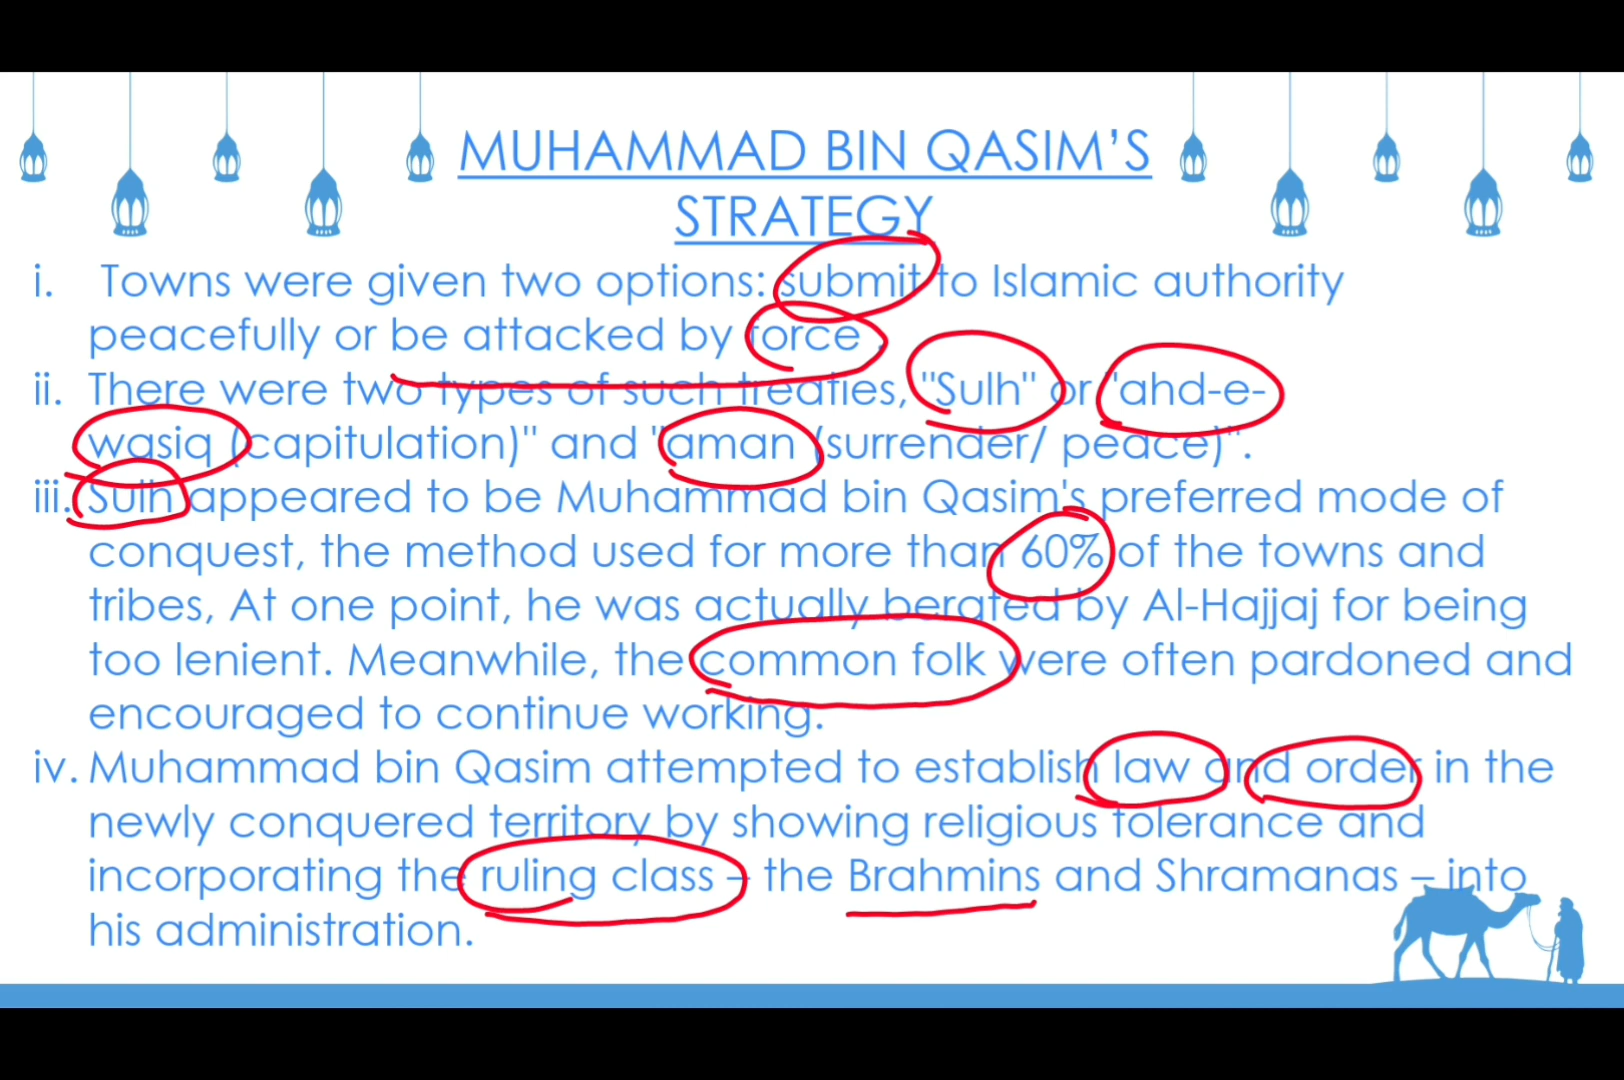 MUHAMMAD BIN QASIM'S
STRATEGY
i. Towns were given two options: submit to Islamic authority
peacefully or be attacked by force .
ii. There were two types of such treaties, "Sulh" or "ahd-e-
wasiq (capitulation)" and "aman (surrender/ peace)".
iii. Sulh appeared to be Muhammad bin Qasim's preferred mode of
conquest, the method used for more than 60% of the towns and
tribes, At one point, he was actually berated by Al-Hajjaj for being
too lenient. Meanwhile, the common folk were often pardoned and
encouraged to continue working.
iv. Muhammad bin Qasim attempted to establish law and order in the
newly conquered territory by showing religious tolerance and
incorporating the ruling class – the Brahmins and Shramanas – into
his administration.